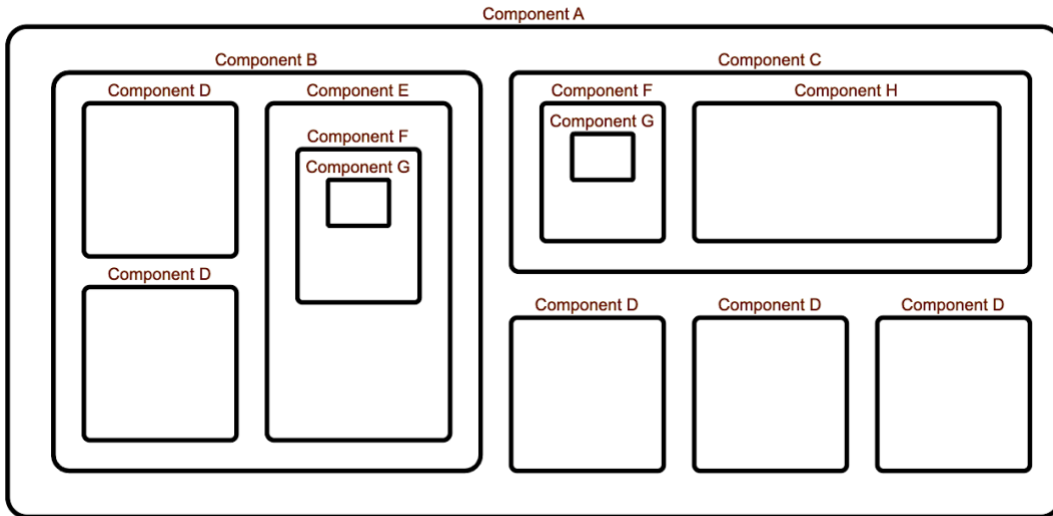 Component A
Component B
Component C
Component D
Component E
Component F
Component H
Component G
Component F
Component G
Component D
Component D
Component D
Component D